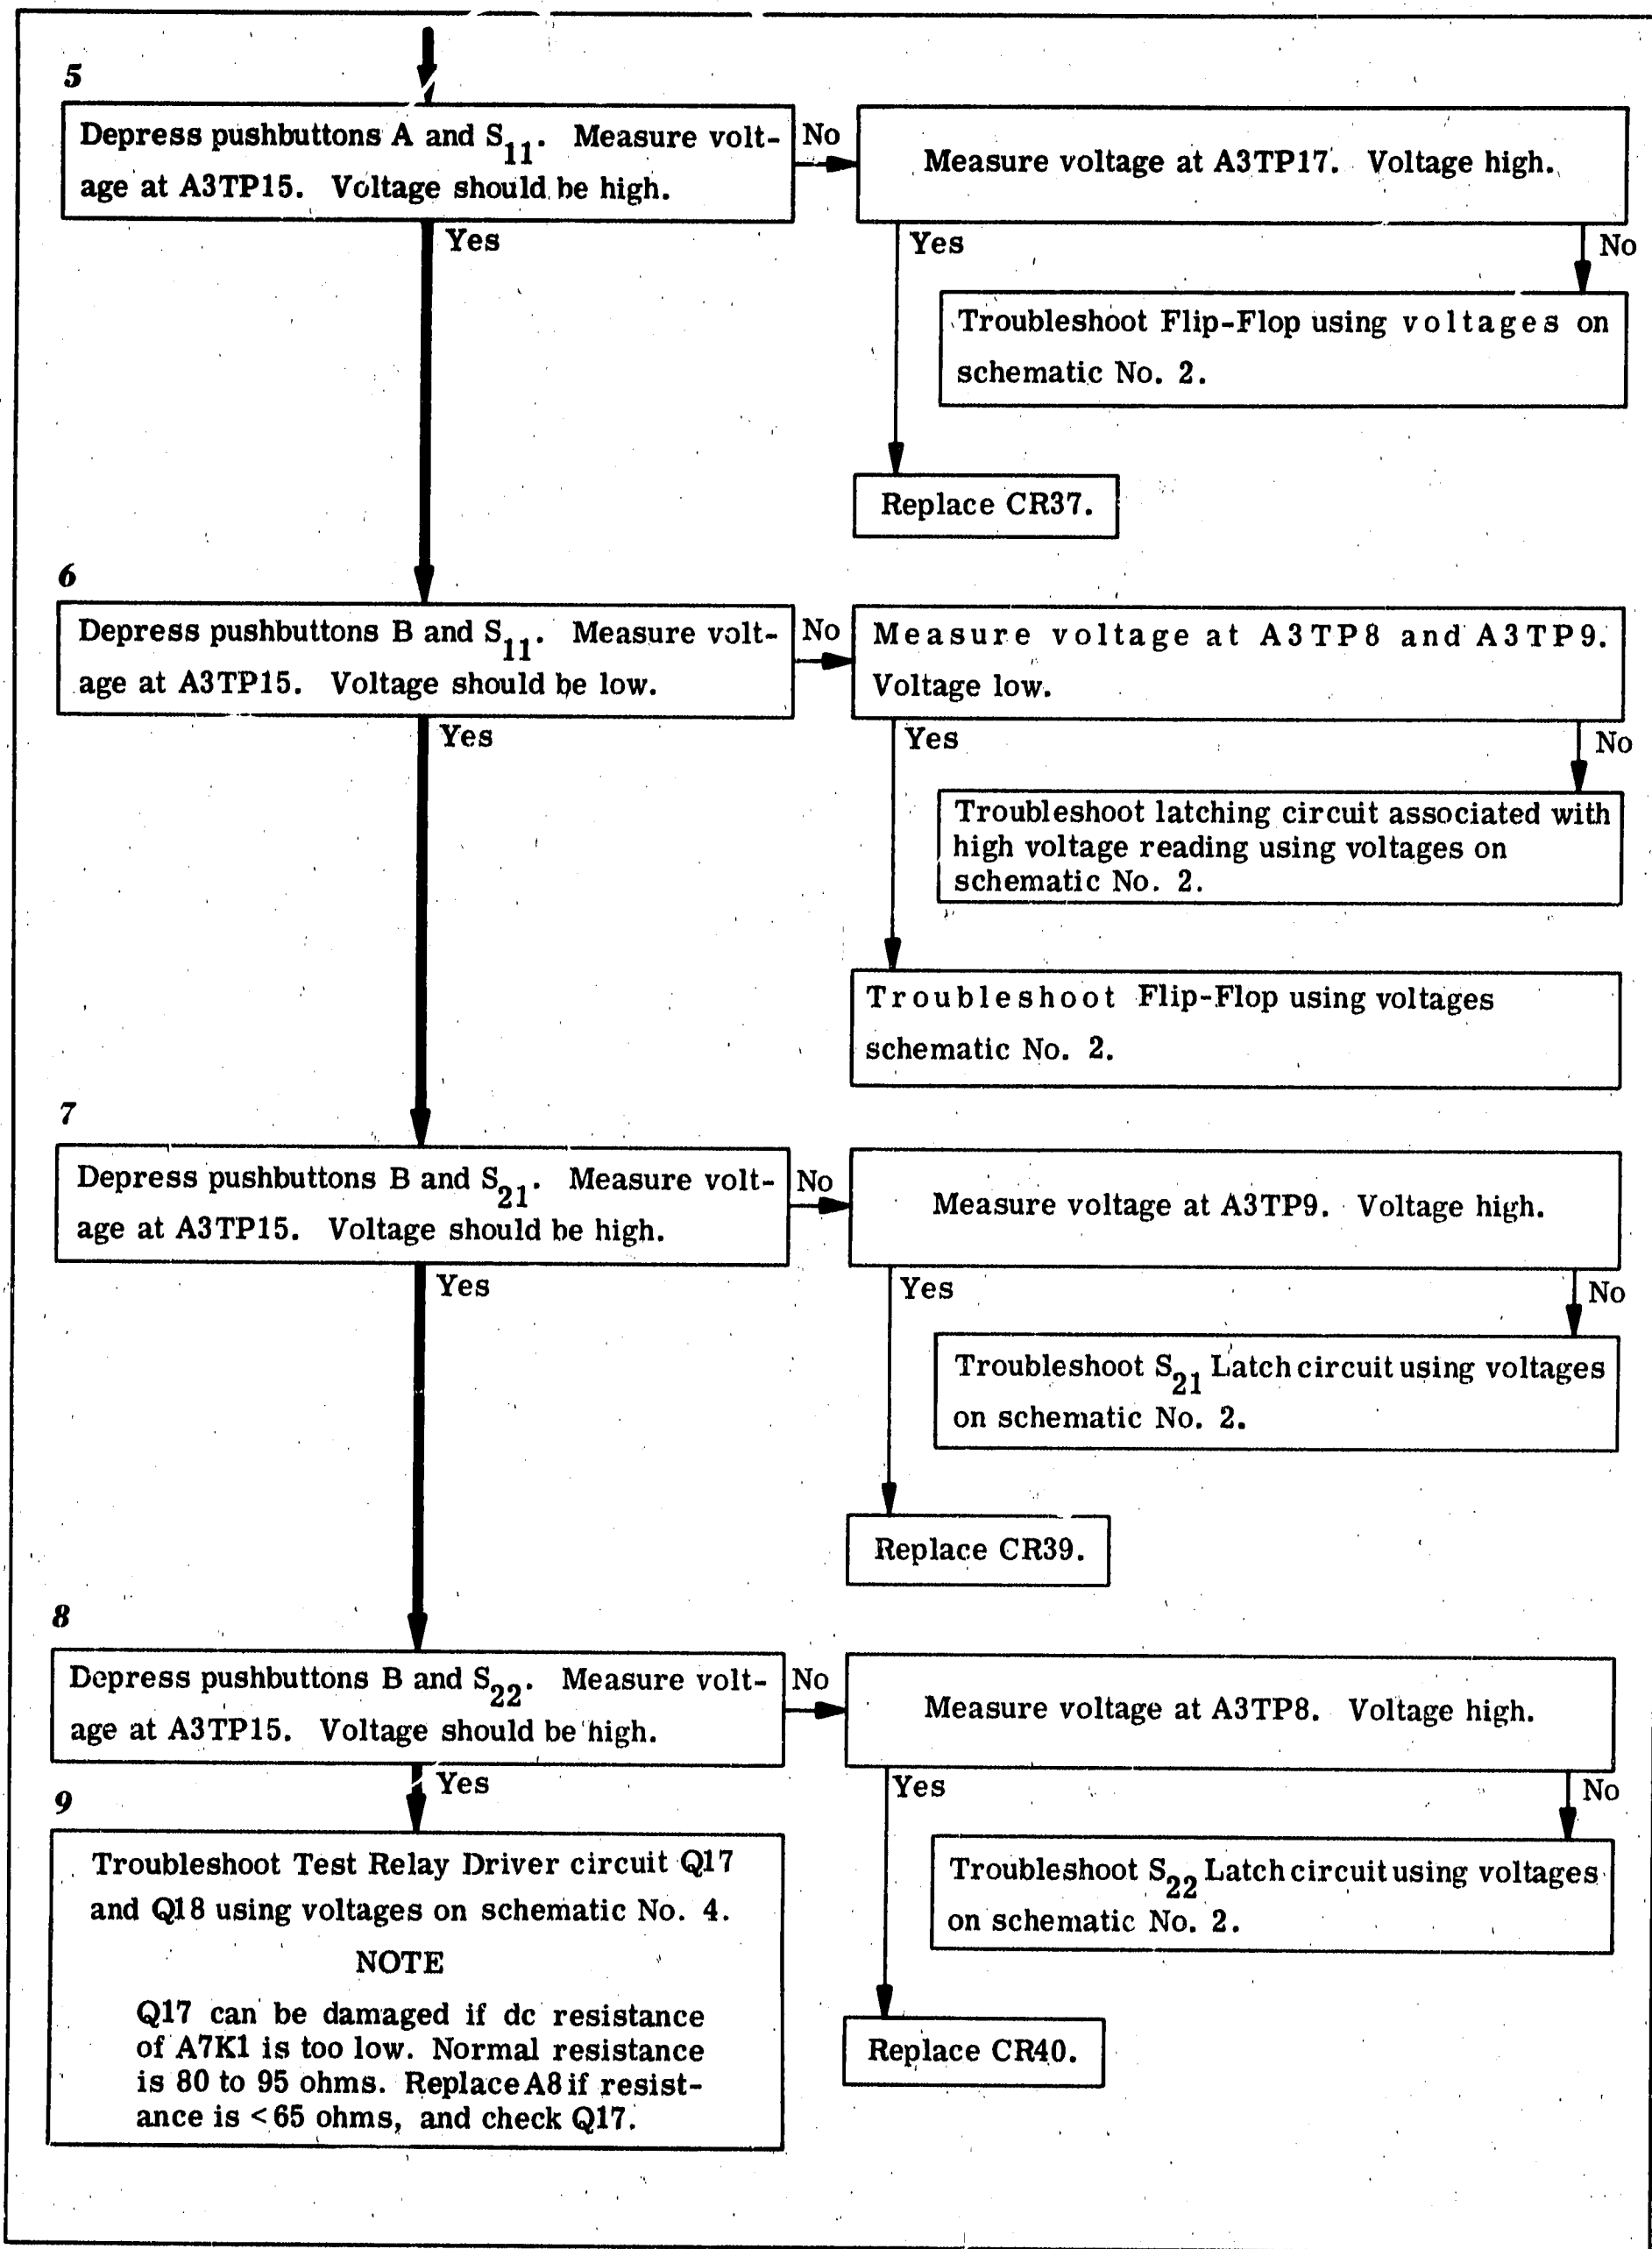 5
Depress pushbuttons A and S11. Measure volt-
age at A3TP15. Voltage should be high.
No
Measure voltage at A3TP17. Voltage high.
Yes
Yes
No
Troubleshoot Flip-Flop using voltages on
schematic No. 2.
Replace CR37.
6
Depress pushbuttons B and S11. Measure volt-
age at A3TP15. Voltage should be low.
No
Measure voltage at A3TP8 and A3TP9.
Voltage low.
Yes
Yes
No
Troubleshoot latching circuit associated with
high voltage reading using voltages on
schematic No. 2.
Troubleshoot Flip-Flop using voltages
schematic No. 2.
7
Depress pushbuttons B and S21. Measure volt-
age at A3TP15. Voltage should be high.
No
Measure voltage at A3TP9. Voltage high.
Yes
Yes
No
Troubleshoot S21 Latch circuit using voltages
on schematic No. 2.
Replace CR39.
8
Depress pushbuttons B and S22. Measure volt-
age at A3TP15. Voltage should be high.
No
Measure voltage at A3TP8. Voltage high.
Yes
Yes
No
Troubleshoot S22 Latch circuit using voltages
on schematic No. 2.
Replace CR40.
9
Troubleshoot Test Relay Driver circuit Q17
and Q18 using voltages on schematic No. 4.
NOTE
Q17 can be damaged if dc resistance
of A7K1 is too low. Normal resistance
is 80 to 95 ohms. Replace A8 if resist-
ance is <65 ohms, and check Q17.